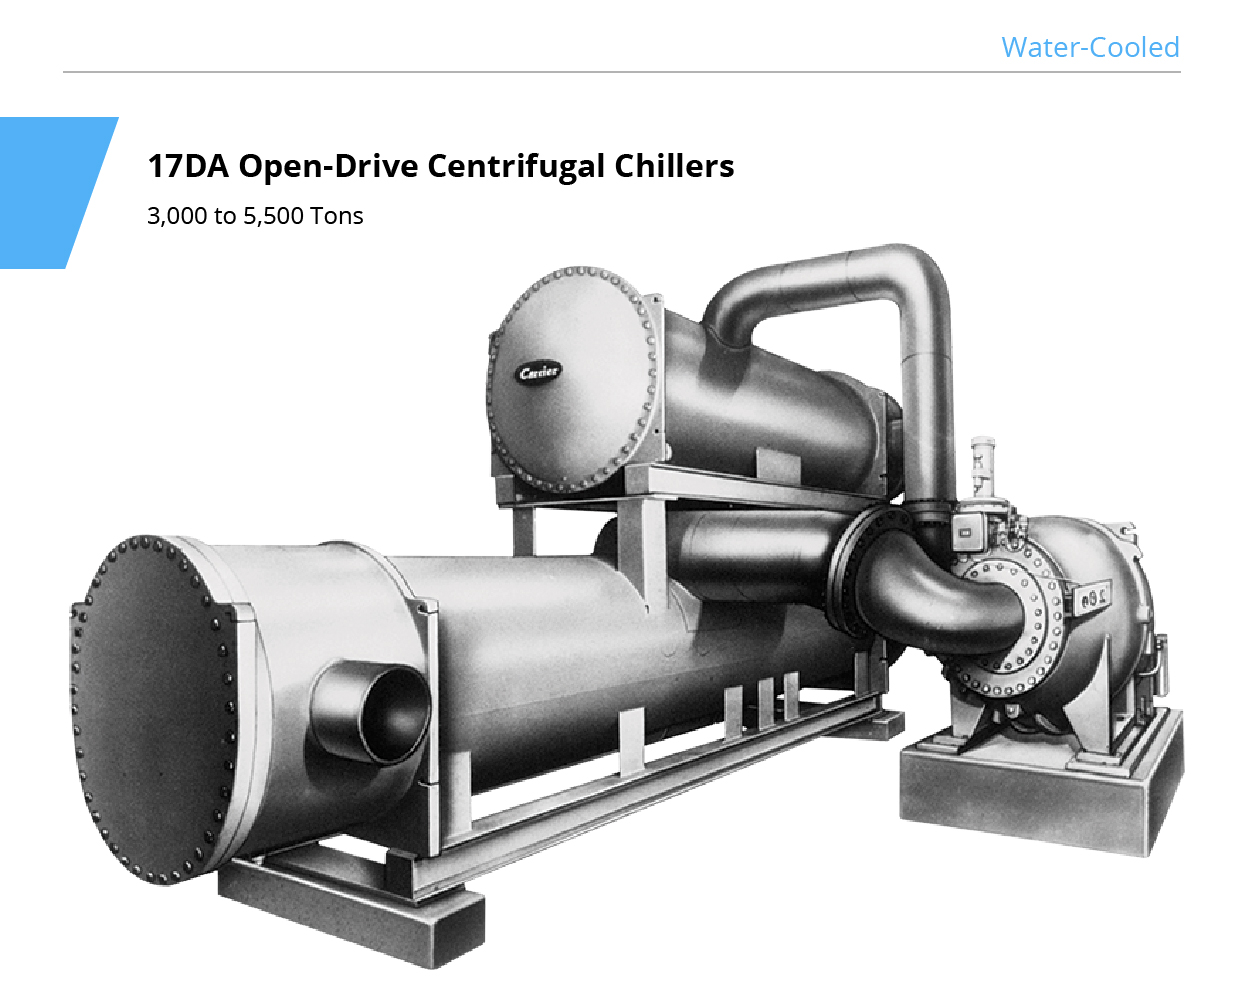 Water-Cooled
17DA Open-Drive Centrifugal Chillers
3,000 to 5,500 Tons
Carrier